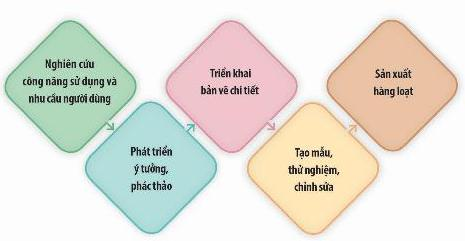 Nghiên cứu
công năng sử dụng và
nhu cầu người dùng
Phát triển
ý tưởng,
phác thảo
Triển khai
bản vẽ chi tiết
Tạo mẫu,
thử nghiệm,
chỉnh sửa
Sản xuất
hàng loạt